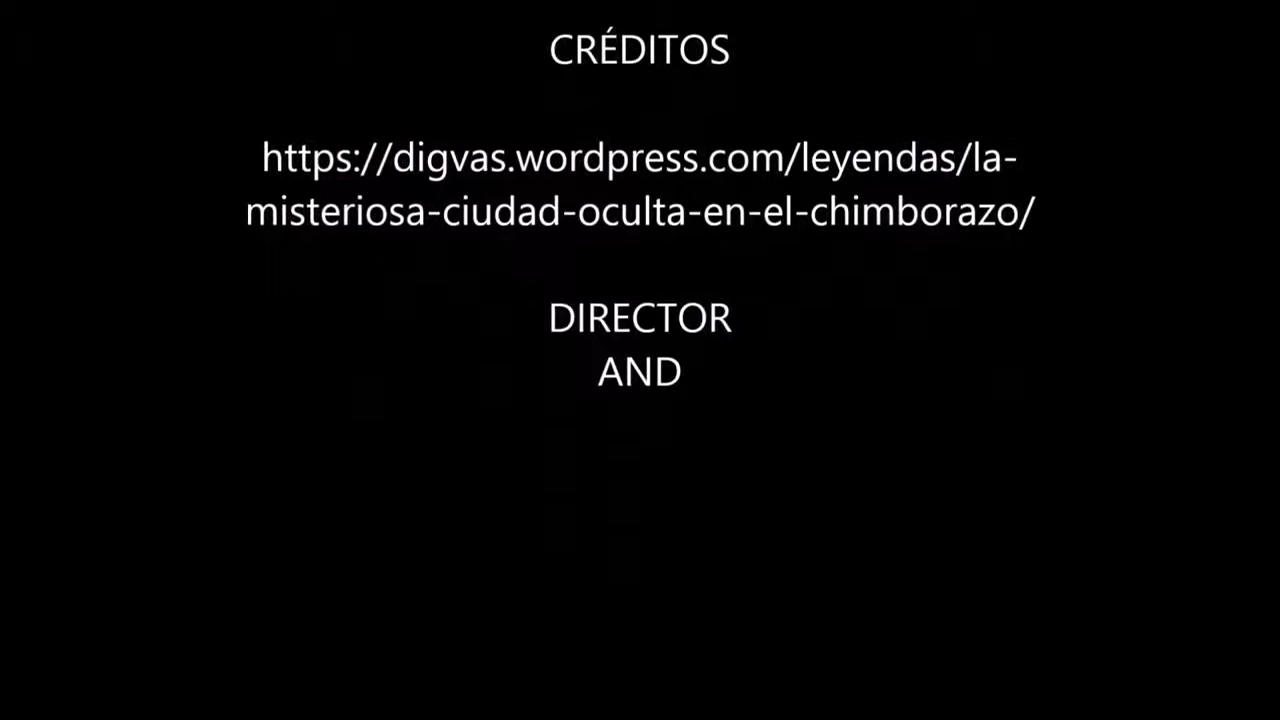 CRÉDITOS
https://digvas.wordpress.com/leyendas/la-
misteriosa-ciudad-oculta-en-el-chimborazo/
DIRECTOR
AND